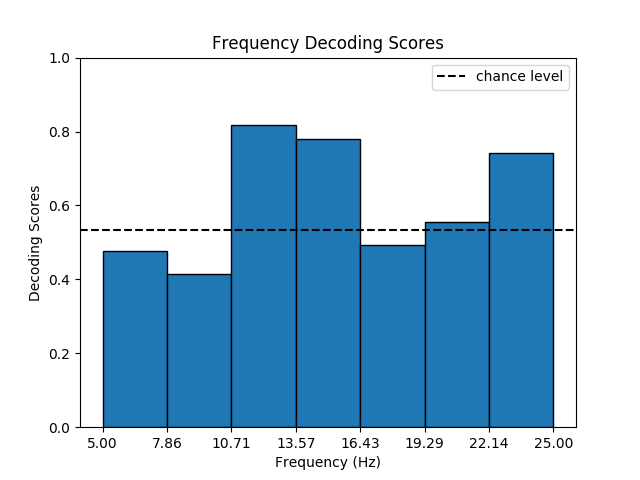 Frequency Decoding Scores
1.0
chance level
0.8
0.6
0.4
0.2
0.0
Decoding Scores
5.00 7.86 10.71 13.57 16.43 19.29 22.14 25.00
Frequency (Hz)